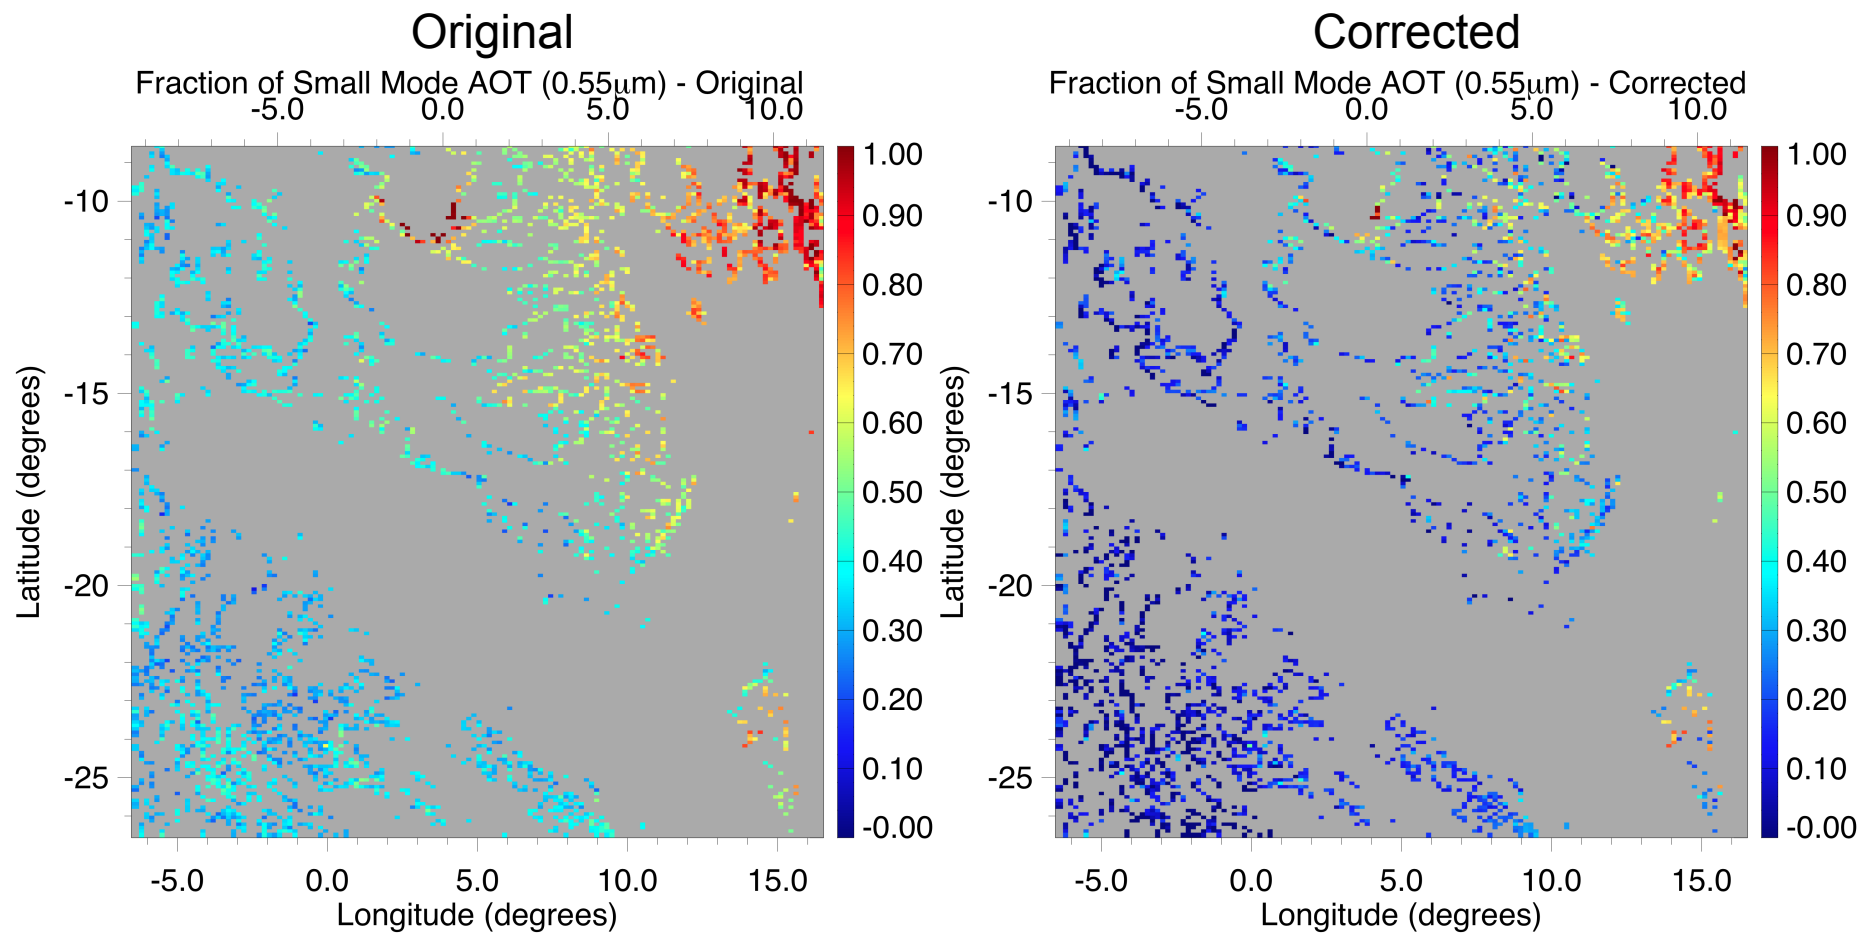 Original
Fraction of Small Mode AOT (0.55μm) - Original
-5.0 0.0 5.0 10.0
-10
-15
-20
-25
Latitude (degrees)
-5.0 0.0 5.0 10.0 15.0
Longitude (degrees)
1.00
0.90
0.80
0.70
0.60
0.50
0.40
0.30
0.20
0.10
-0.00
Corrected
Fraction of Small Mode AOT (0.55μm) - Corrected
-5.0 0.0 5.0 10.0
-10
-15
-20
-25
Latitude (degrees)
-5.0 0.0 5.0 10.0 15.0
Longitude (degrees)
1.00
0.90
0.80
0.70
0.60
0.50
0.40
0.30
0.20
0.10
-0.00